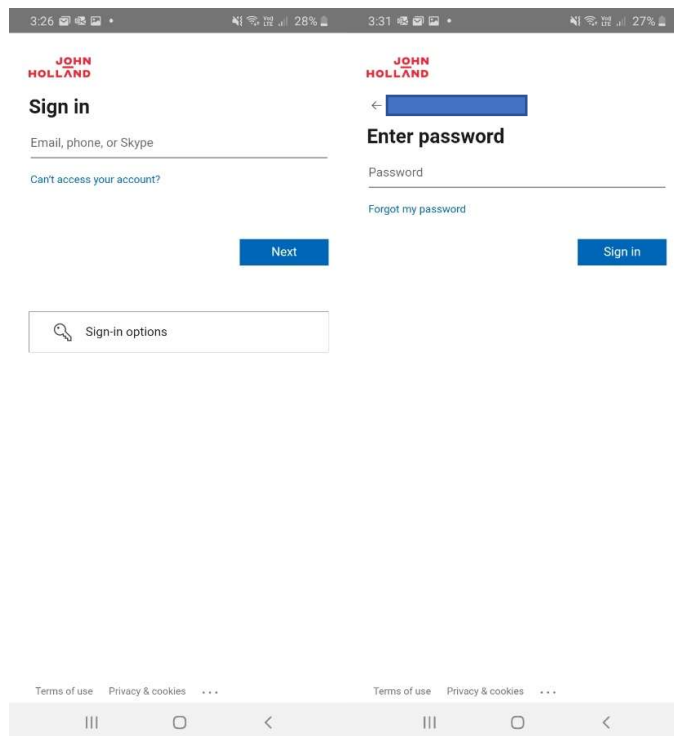 3:26
28%
JOHN
HOLLAND
Sign in
Email, phone, or Skype
Can't access your account?
Next
Sign-in options
Terms of use Privacy & cookies ...
3:31
27%
JOHN
HOLLAND
Enter password
Password
Forgot my password
Sign in
Terms of use Privacy & cookies ...